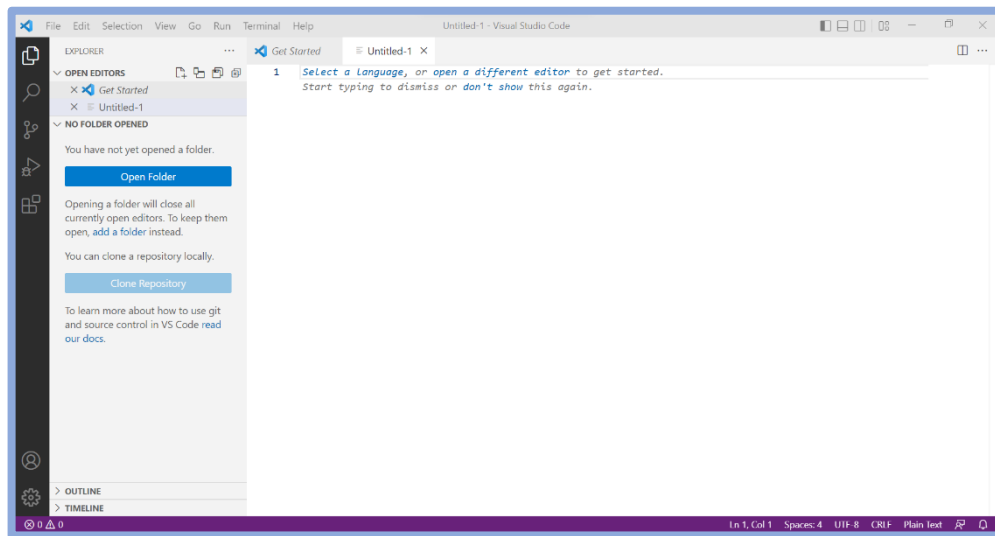 File Edit Selection View Go Run Terminal Help Untitled-1 - Visual Studio Code
EXPLORER
Get Started
Untitled-1
OPEN EDITORS
Get Started
Untitled-1
NO FOLDER OPENED
You have not yet opened a folder.
Open Folder
Opening a folder will close all
currently open editors. To keep them
open, add a folder instead.
You can clone a repository locally.
Clone Repository
To learn more about how to use git
and source control in VS Code read
our docs.
OUTLINE
TIMELINE
1 Select a language, or open a different editor to get started.
Start typing to dismiss or don't show this again.
0 0 Ln 1, Col 1 Spaces: 4 UTF-8 CRLF Plain Text